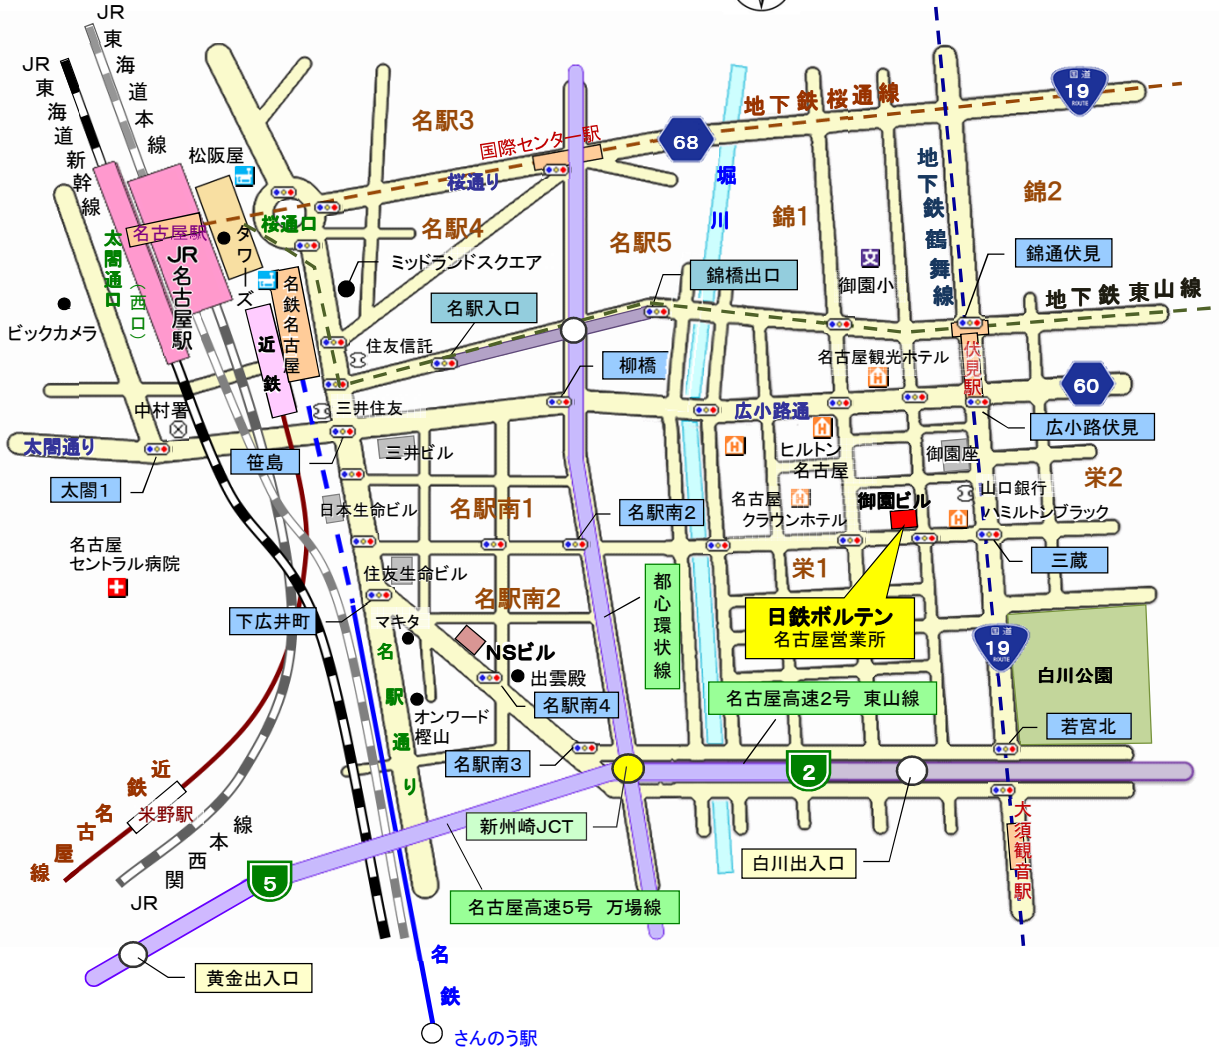 JR東海道本線
JR東海道新幹線
松阪屋
名駅3
国際センター駅
68
地下鉄桜通線
国道
19
ROUTE
桜通り
堀川
地下鉄鶴舞線
錦2
錦1
名駅4
名駅5
桜通口
名古屋駅
JR名古屋駅
タワーズ
太閤通口
（西口）
ミッドランドスクエア
錦橋出口
錦通伏見
御園小
地下鉄東山線
名鉄名古屋
名駅入口
ビックカメラ
近鉄
住友信託
柳橋
名古屋観光ホテル
伏見駅
60
中村署
三井住友
広小路通
広小路伏見
太閤通り
笹島
三井ビル
ヒルトン
名古屋
御園座
栄2
太閤1
日本生命ビル
名駅南1
名駅南2
名古屋
クラウンホテル
御園ビル
山口銀行
ハミルトンブラック
名古屋
セントラル病院
住友生命ビル
都心環状線
栄1
三蔵
下広井町
マキタ
名駅南2
日鉄ボルテン
名古屋営業所
国道
19
ROUTE
名駅通り
NSビル
出雲殿
白川公園
オンワード
樫山
名駅南4
名古屋高速2号 東山線
若宮北
名駅南3
2
近鉄名古屋線
米野駅
JR関西本線
新州崎JCT
白川出入口
大須観音駅
5
名古屋高速5号 万場線
黄金出入口
名鉄
さんのう駅